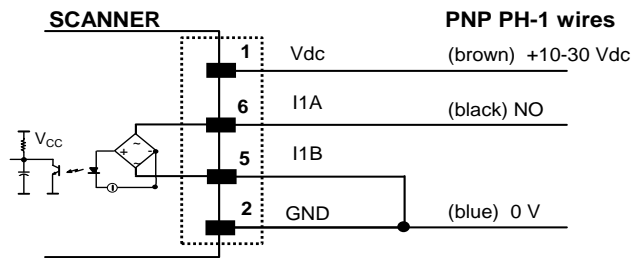 SCANNER PNP PH-1 wires
1 Vdc (brown) +10-30 Vdc
6 I1A (black) NO
VCC
5 I1B
2 GND (blue) 0 V